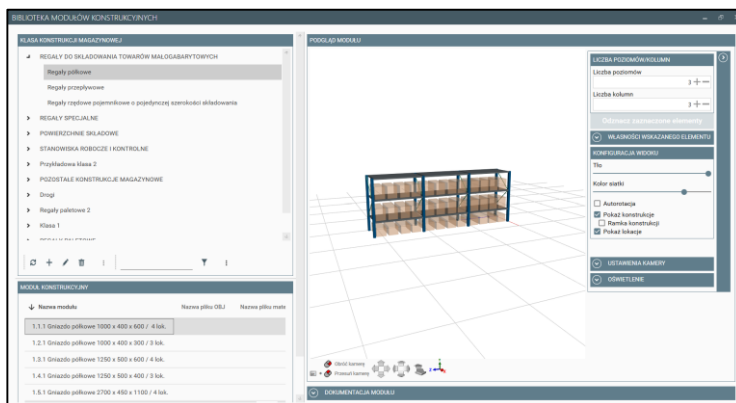 BIBLIOTEKA MODUŁÓW KONSTRUKCYJNYCH
KLASA KONSTRUKCJI MAGAZYNOWEJ
REGAŁY DO SKŁADOWANIA TOWARÓW MAŁOGABARYTOWYCH
Regały półkowe
Regały przepływowe
Regały rzędowe pojemnikowe o pojedynczej szerokości składowania
REGAŁY SPECJALNE
POWIERZCHNIE SKŁADOWE
STANOWISKA ROBOCZE I KONTROLNE
Przykładowa klasa 2
POZOSTAŁE KONSTRUKCJE MAGAZYNOWE
Drogi
Regały paletowe 2
Klasa 1
MODUŁ KONSTRUKCYJNY
Nazwa modułu Nazwa pliku OBJ Nazwa pliku mate
1.1.1 Gniazdo półkowe 1000 x 400 x 600 / 4 lok.
1.2.1 Gniazdo półkowe 1000 x 400 x 300 / 3 lok.
1.3.1 Gniazdo półkowe 1250 x 500 x 600 / 4 lok.
1.4.1 Gniazdo półkowe 1250 x 500 x 400 / 3 lok.
1.5.1 Gniazdo półkowe 2700 x 450 x 1100 / 4 lok.
PODGLĄD MODUŁU
LICZBA POZIOMÓW/KOLUMN
Liczba poziomów
3
Liczba kolumn
3
Odznacz zaznaczone elementy
WŁASNOŚCI WSKAZANEGO ELEMENTU
KONFIGURACJA WIDOKU
Tło
Kolor siatki
Autorotacja
Pokaż konstrukcje
Ramka konstrukcji
Pokaż lokacje
USTAWIENIA KAMERY
OŚWIETLENIE
Obróć kamerę
Przesuń kamerę
DOKUMENTACJA MODUŁU